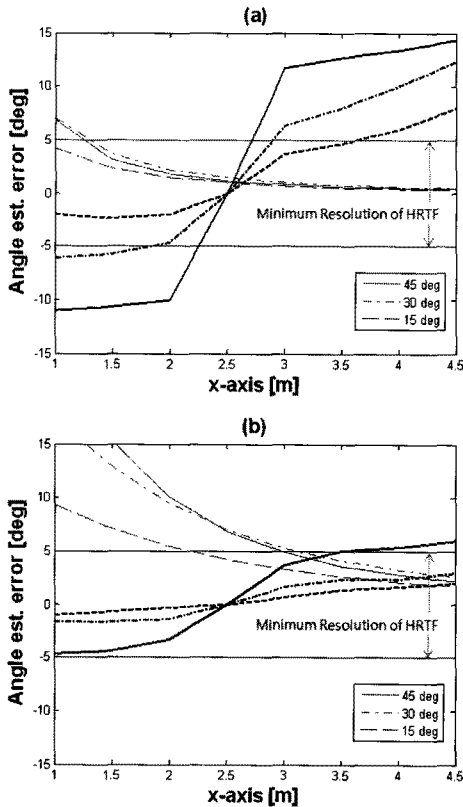 (a)
Angle est. error [deg]
15
10
5
0
-5
-10
-15
Minimum Resolution of HRTF
45 deg
30 deg
15 deg
1
1.5
2
2.5
3
3.5
4
4.5
x-axis [m]
(b)
Angle est. error [deg]
15
10
5
0
-5
-10
-15
Minimum Resolution of HRTF
45 deg
30 deg
15 deg
1
1.5
2
2.5
3
3.5
4
4.5
x-axis [m]